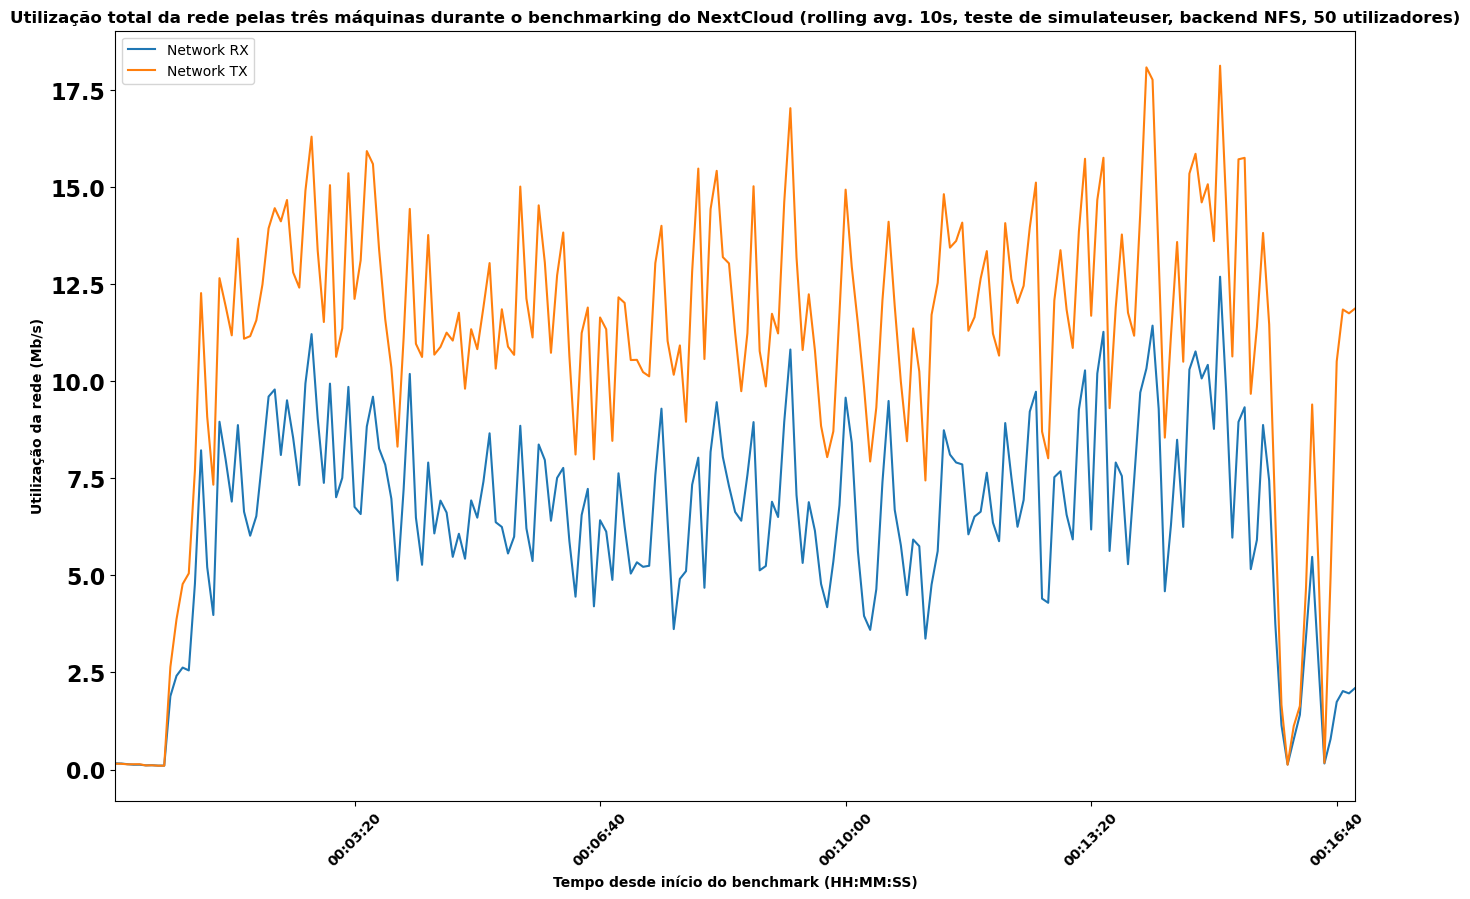 Utilização total da rede pelas três máquinas durante o benchmarking do NextCloud (rolling avg. 10s, teste de simulateuser, backend NFS, 50 utilizadores)
Network RX
Network TX
17.5
15.0
12.5
10.0
7.5
5.0
2.5
0.0
Utilização da rede (Mb/s)
00:03:20
00:06:40
00:10:00
00:13:20
00:16:40
Tempo desde início do benchmark (HH:MM:SS)